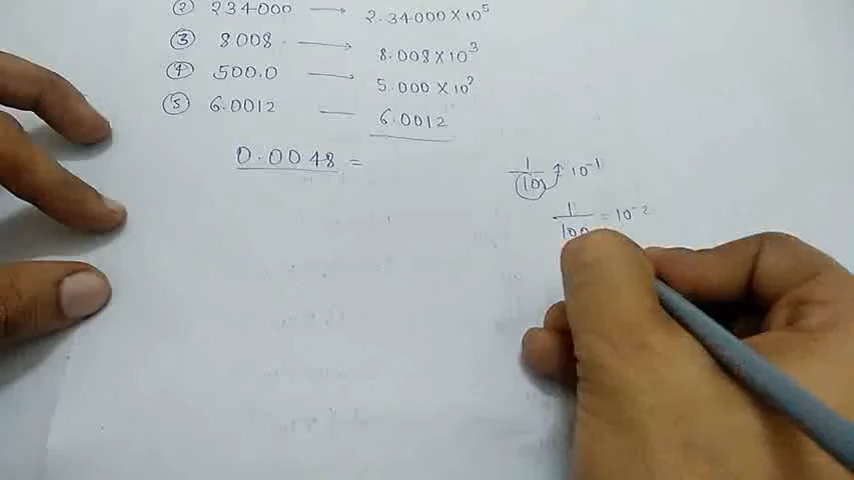 ② 234000 → 2.34000 × 10⁵
③ 8008 → 8.008 × 10³
④ 500.0 → 5.000 × 10²
⑤ 6.0012 — 6.0012
0.0048 =
1/10 10⁻¹
1/100 = 10⁻²